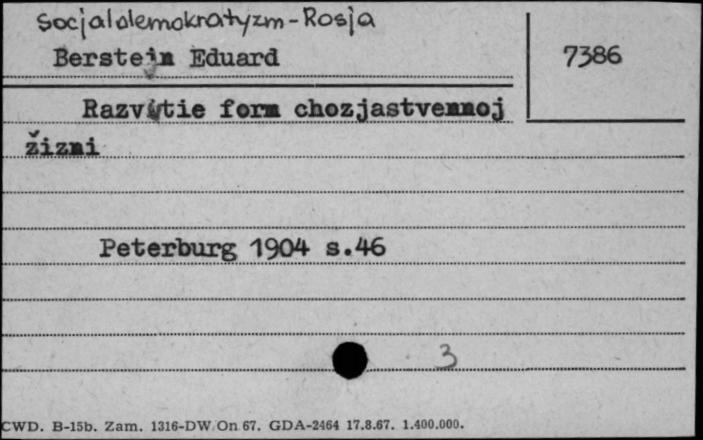 Socjaldemokratyzm-Rosja
Berstein Eduard
7386
Razvitie form chozjastvennoj
žizni
Peterburg 1904 s.46
3
CWD. B-15b. Zam. 1316-DW/On 67. GDA-2464 17.8.67. 1.400.000.